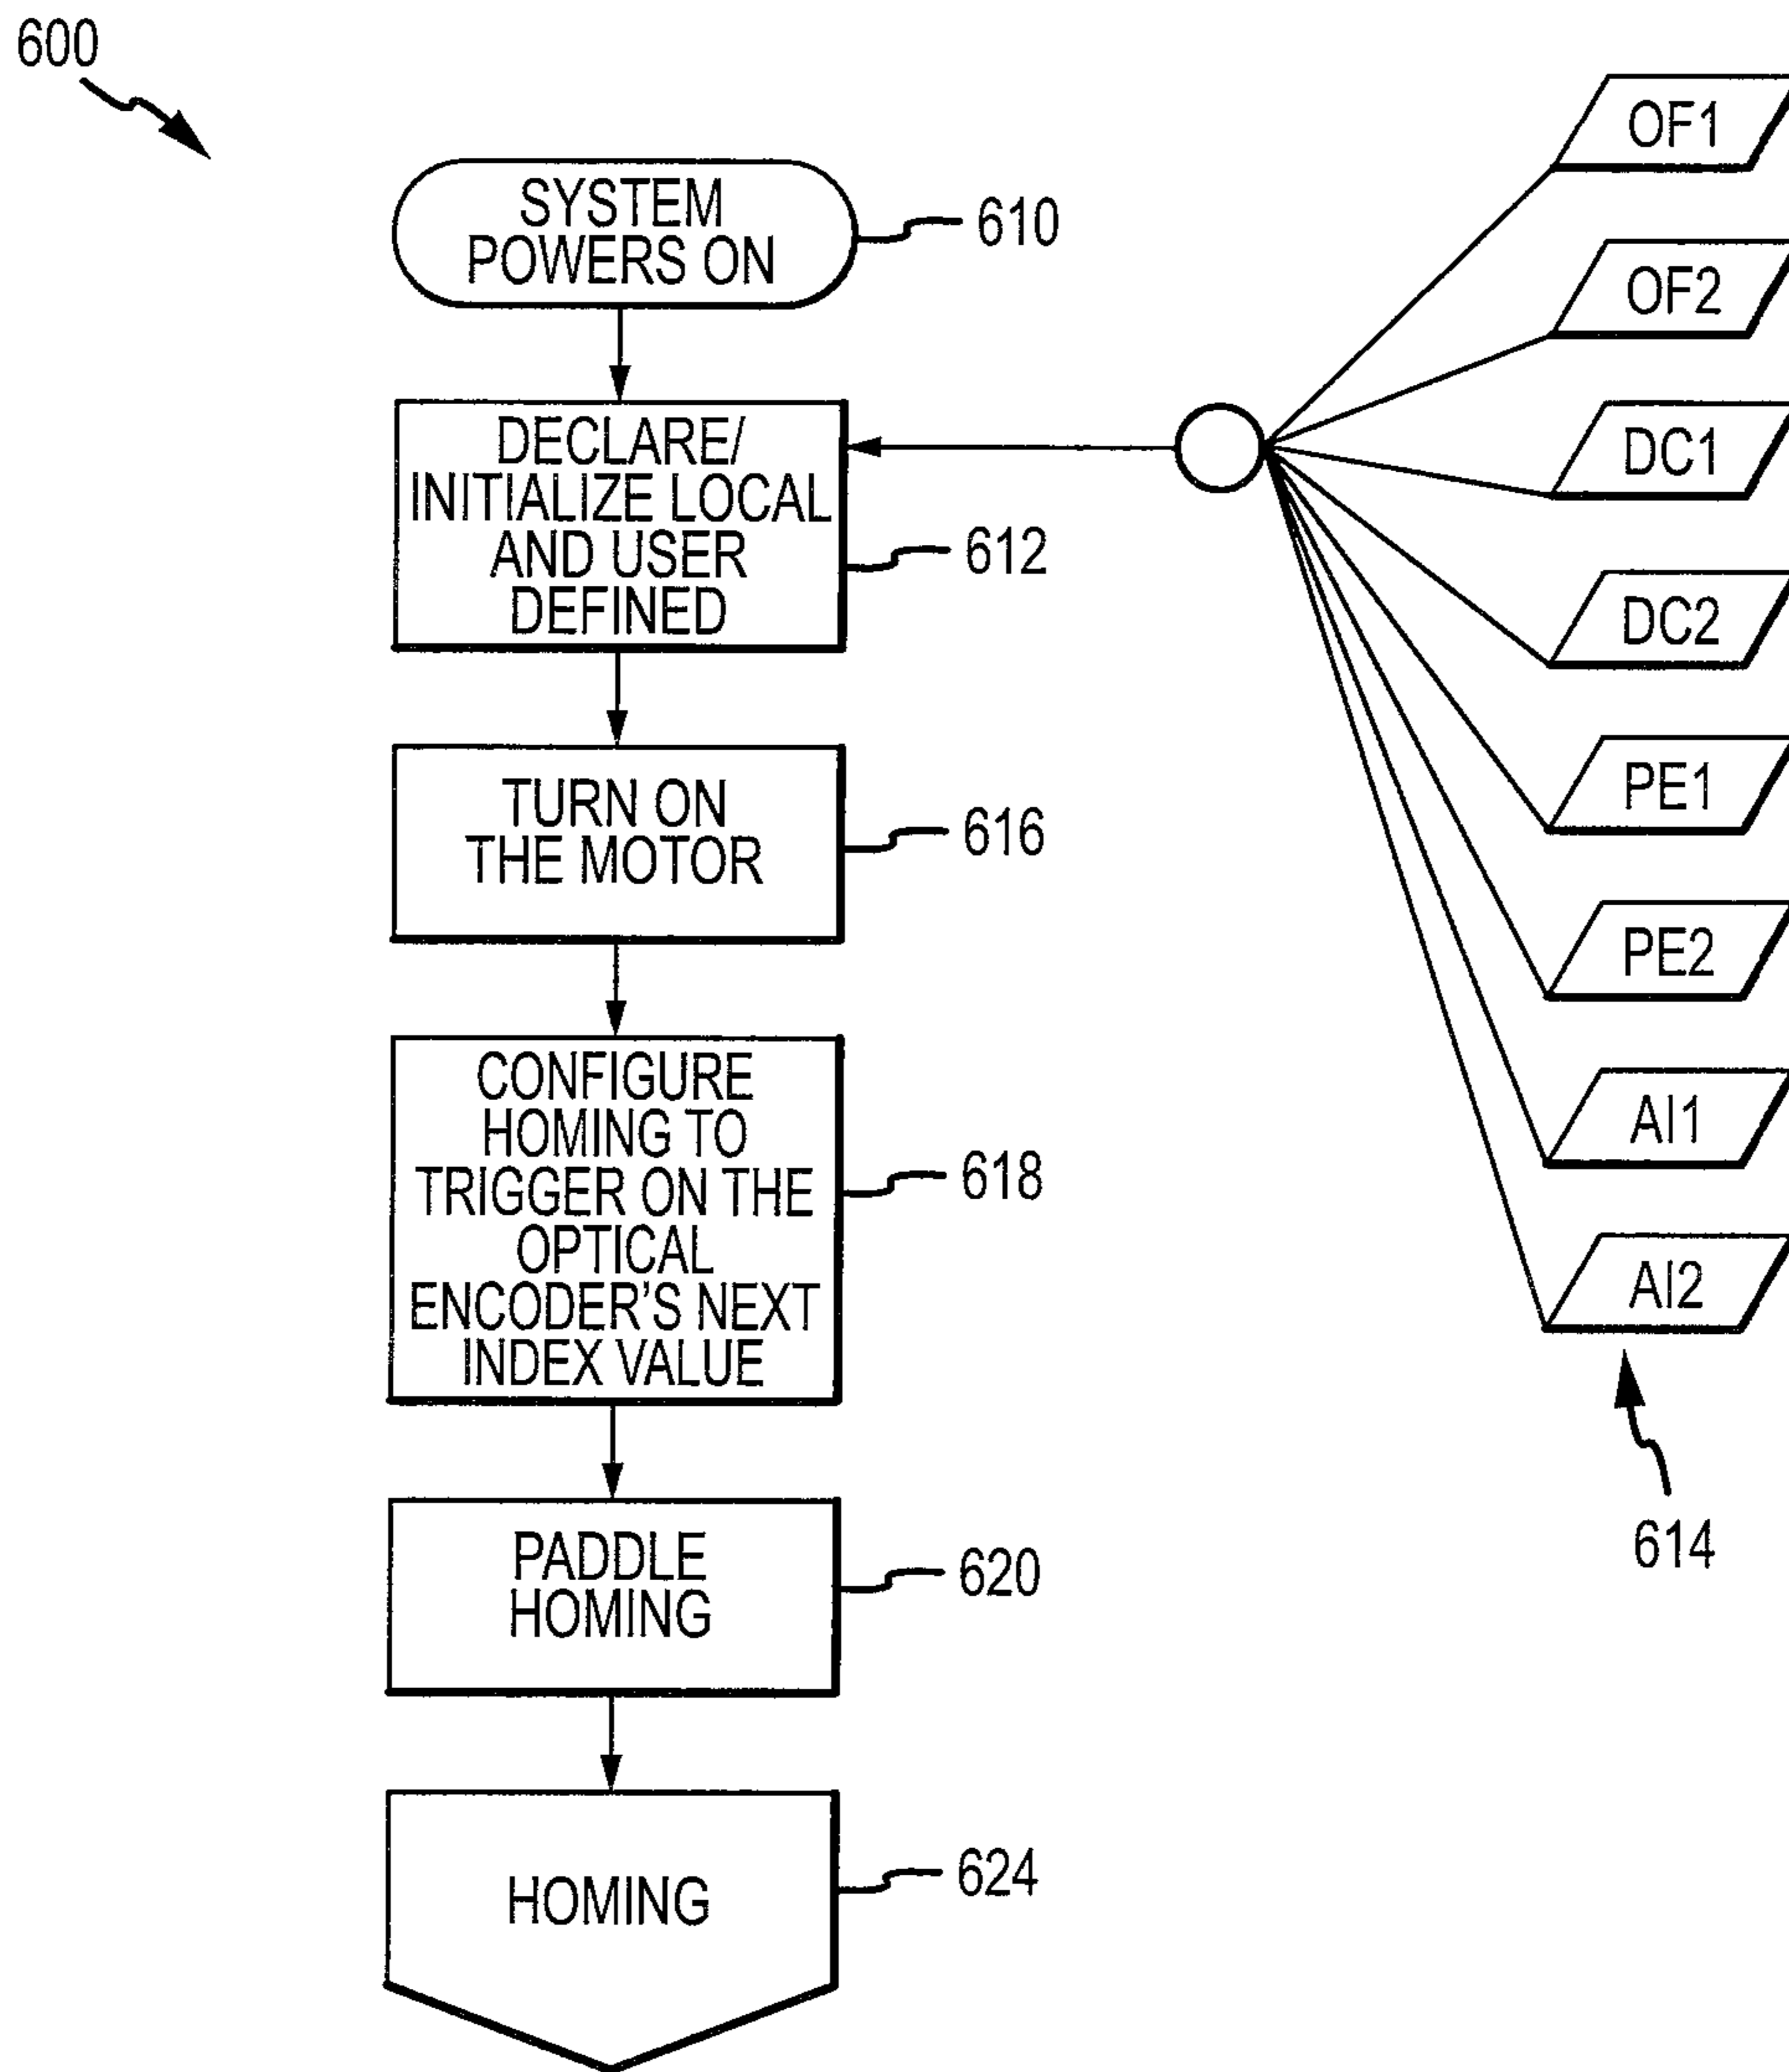 600
SYSTEM
POWERS ON
610
DECLARE/
INITIALIZE LOCAL
AND USER
DEFINED
612
TURN ON
THE MOTOR
616
CONFIGURE
HOMING TO
TRIGGER ON THE
OPTICAL
ENCODER'S NEXT
INDEX VALUE
618
PADDLE
HOMING
620
HOMING
624
OF1
OF2
DC1
DC2
PE1
PE2
AI1
AI2
614